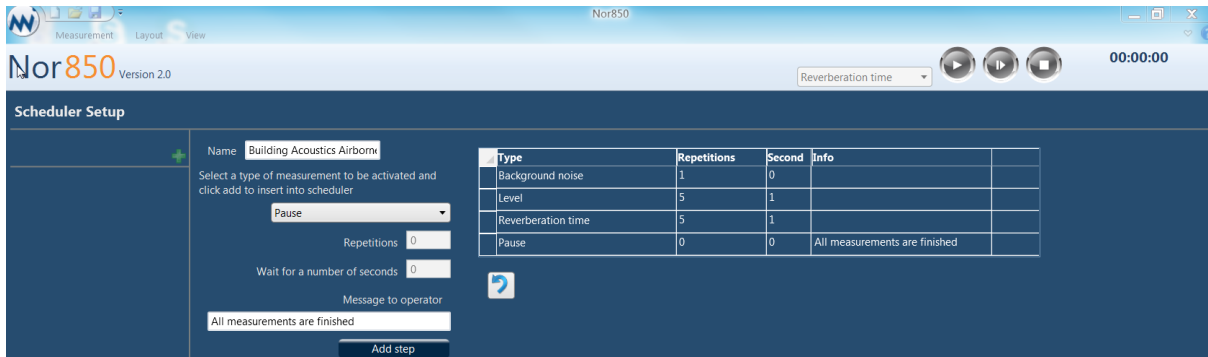 Nor850
Measurement Layout View
Nor850 Version 2.0
Reverberation time
00:00:00
Scheduler Setup
Name Building Acoustics Airborne
Select a type of measurement to be activated and
click add to insert into scheduler
Pause
Repetitions 0
Wait for a number of seconds 0
Message to operator
All measurements are finished
Add step
Type Repetitions Second Info
Background noise 1 0
Level 5 1
Reverberation time 5 1
Pause 0 0 All measurements are finished